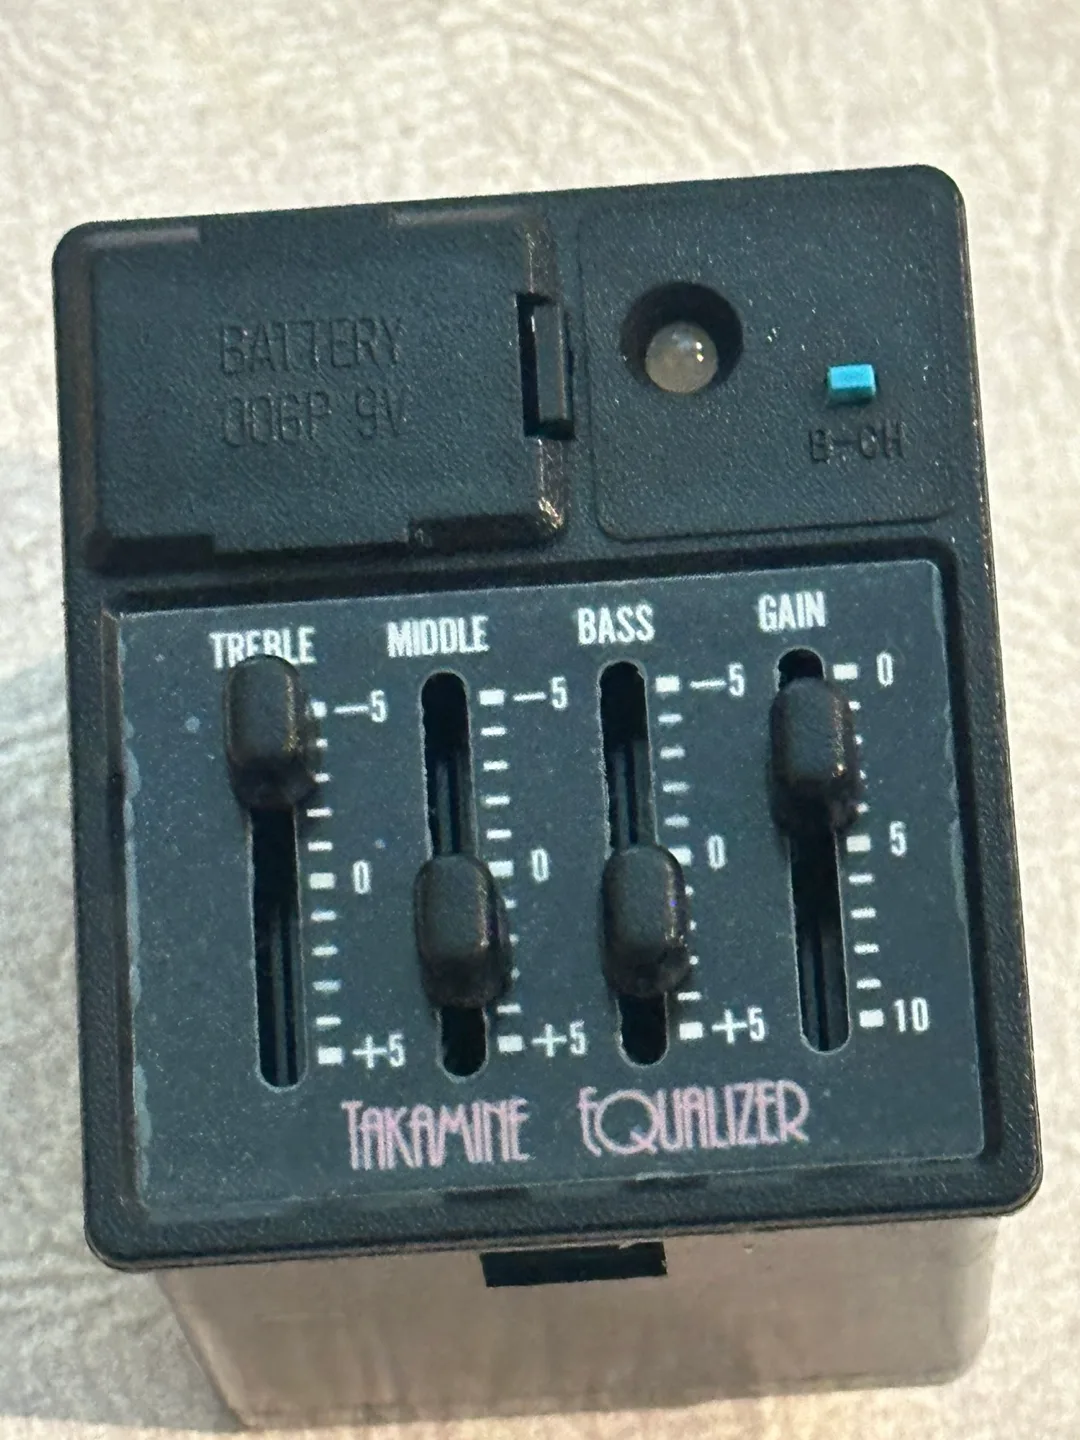 BATTERY
006P 9V
B-CH
TREBLE MIDDLE BASS GAIN
-5 -5 -5 0
0 0 0 5
+5 +5 +5 10
TAKAMINE EQUALIZER